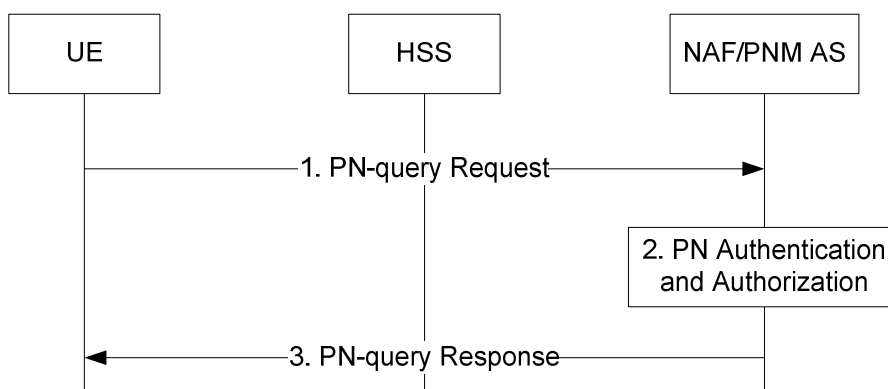 UE
HSS
NAF/PNM AS
1. PN-query Request
2. PN Authentication
and Authorization
3. PN-query Response